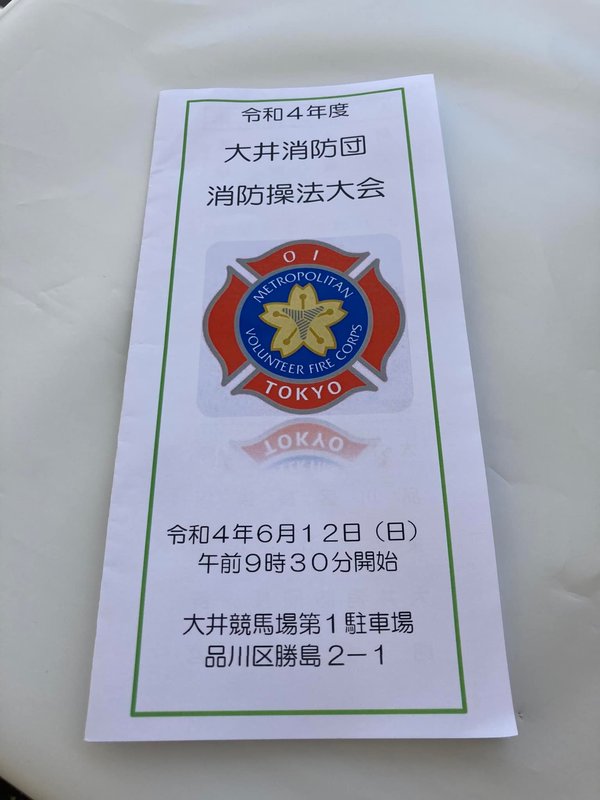 令和４年度
大井消防団
消防操法大会
OI
METROPOLITAN
VOLUNTEER FIRE CORPS
TOKYO
TOKYO
令和４年６月１２日（日）
午前９時３０分開始
大井競馬場第１駐車場
品川区勝島２－１